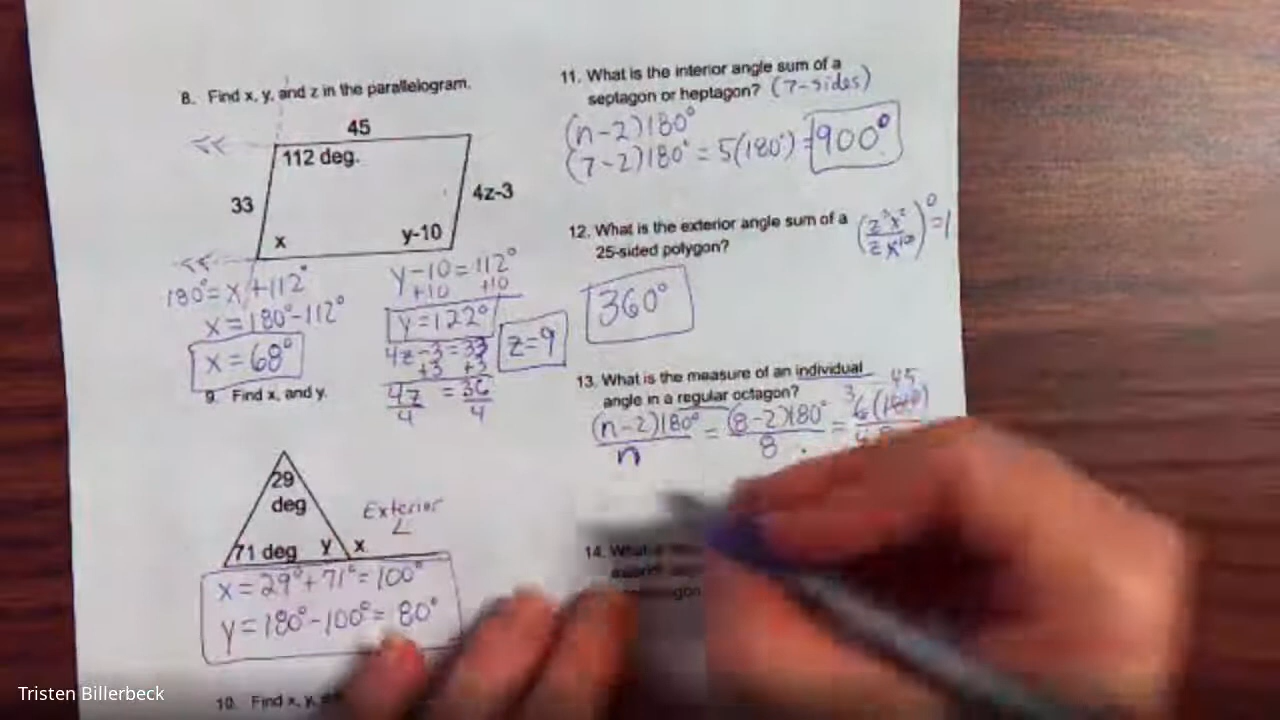 8. Find x, y, and z in the parallelogram.
45
112 deg.
33
4z-3
x
y-10
180°=x+112°
x=180°-112°
x=68°
y-10=112°
+10 +10
y=122°
4z-3=33
+3 +3
4z = 36
4 4
z=9
9. Find x, and y.
29
deg
71 deg y x
Exterior
∠
x=29°+71°=100°
y=180°-100°=80°
10. Find x, y,
11. What is the interior angle sum of a
septagon or heptagon? (7-sides)
(n-2)180°
(7-2)180°=5(180°)=900°
12. What is the exterior angle sum of a
25-sided polygon?
360°
13. What is the measure of an individual
angle in a regular octagon?
(n-2)180° = (8-2)180° =
n 8
45
14. What
Tristen Billerbeck